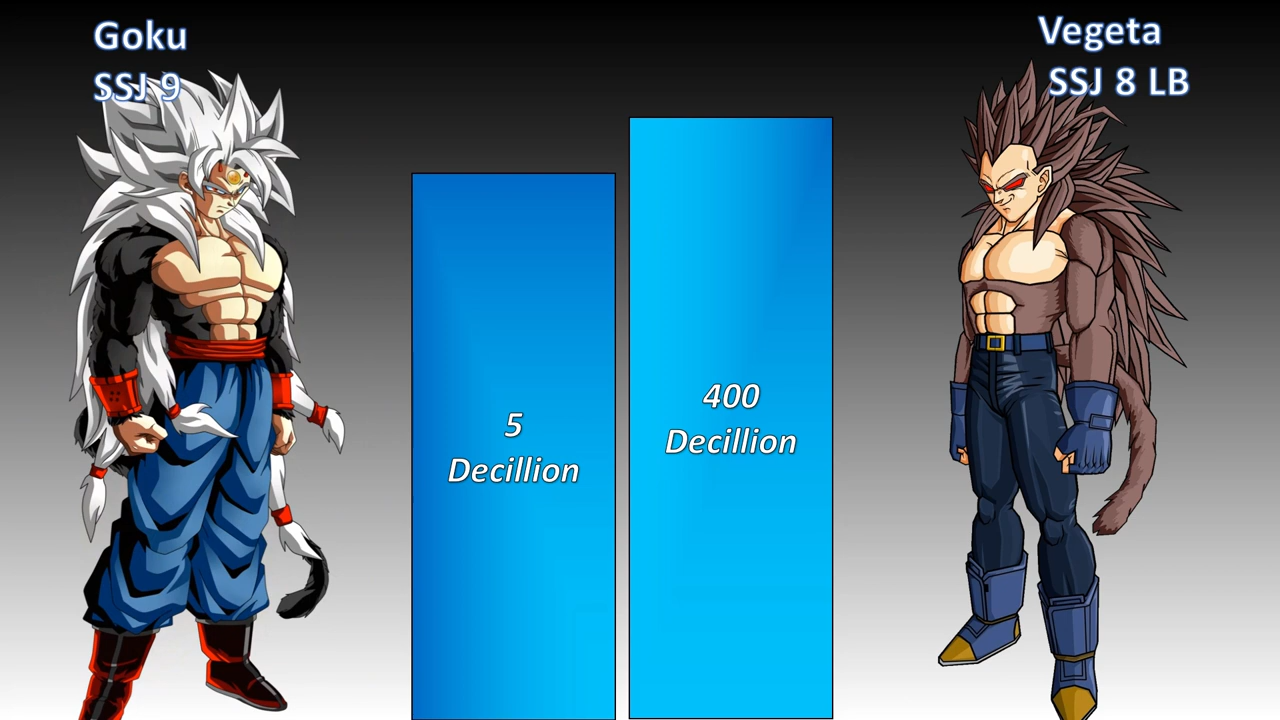 Goku
SSJ 9
Vegeta
SSJ 8 LB
5
Decillion
400
Decillion